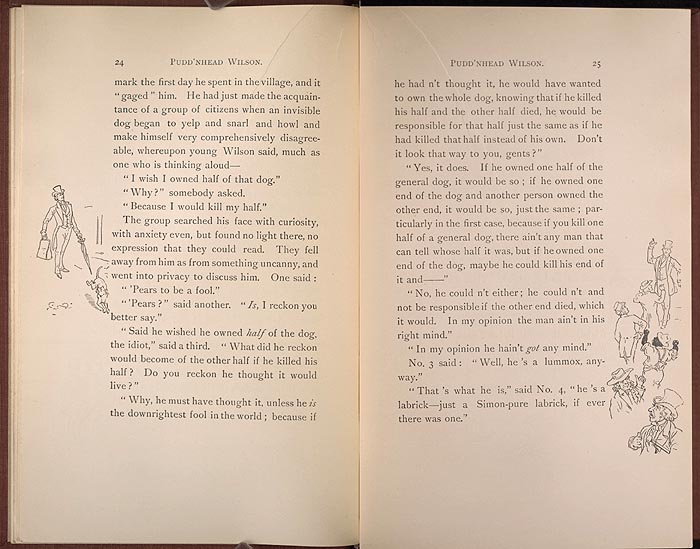 24 PUDD'NHEAD WILSON.
mark the first day he spent in the village, and it
"gaged" him. He had just made the acquain-
tance of a group of citizens when an invisible
dog began to yelp and snarl and howl and
make himself very comprehensively disagree-
able, whereupon young Wilson said, much as
one who is thinking aloud—
"I wish I owned half of that dog."
"Why?" somebody asked.
"Because I would kill my half."
The group searched his face with curiosity,
with anxiety even, but found no light there, no
expression that they could read. They fell
away from him as from something uncanny, and
went into privacy to discuss him. One said:
"'Pears to be a fool."
"'Pears?" said another. "Is, I reckon you
better say."
"Said he wished he owned half of the dog,
the idiot," said a third. "What did he reckon
would become of the other half if he killed his
half? Do you reckon he thought it would
live?"
"Why, he must have thought it, unless he is
the downrightest fool in the world; because if
PUDD'NHEAD WILSON. 25
he had n't thought it, he would have wanted
to own the whole dog, knowing that if he killed
his half and the other half died, he would be
responsible for that half just the same as if he
had killed that half instead of his own. Don't
it look that way to you, gents?"
"Yes, it does. If he owned one half of the
general dog, it would be so; if he owned one
end of the dog and another person owned the
other end, it would be so, just the same; par-
ticularly in the first case, because if you kill one
half of a general dog, there ain't any man that
can tell whose half it was, but if he owned one
end of the dog, maybe he could kill his end of
it and——"
"No, he could n't either; he could n't and
not be responsible if the other end died, which
it would. In my opinion the man ain't in his
right mind."
"In my opinion he hain't got any mind."
No. 3 said: "Well, he 's a lummox, any-
way."
"That 's what he is," said No. 4, "he 's a
labrick—just a Simon-pure labrick, if ever
there was one."